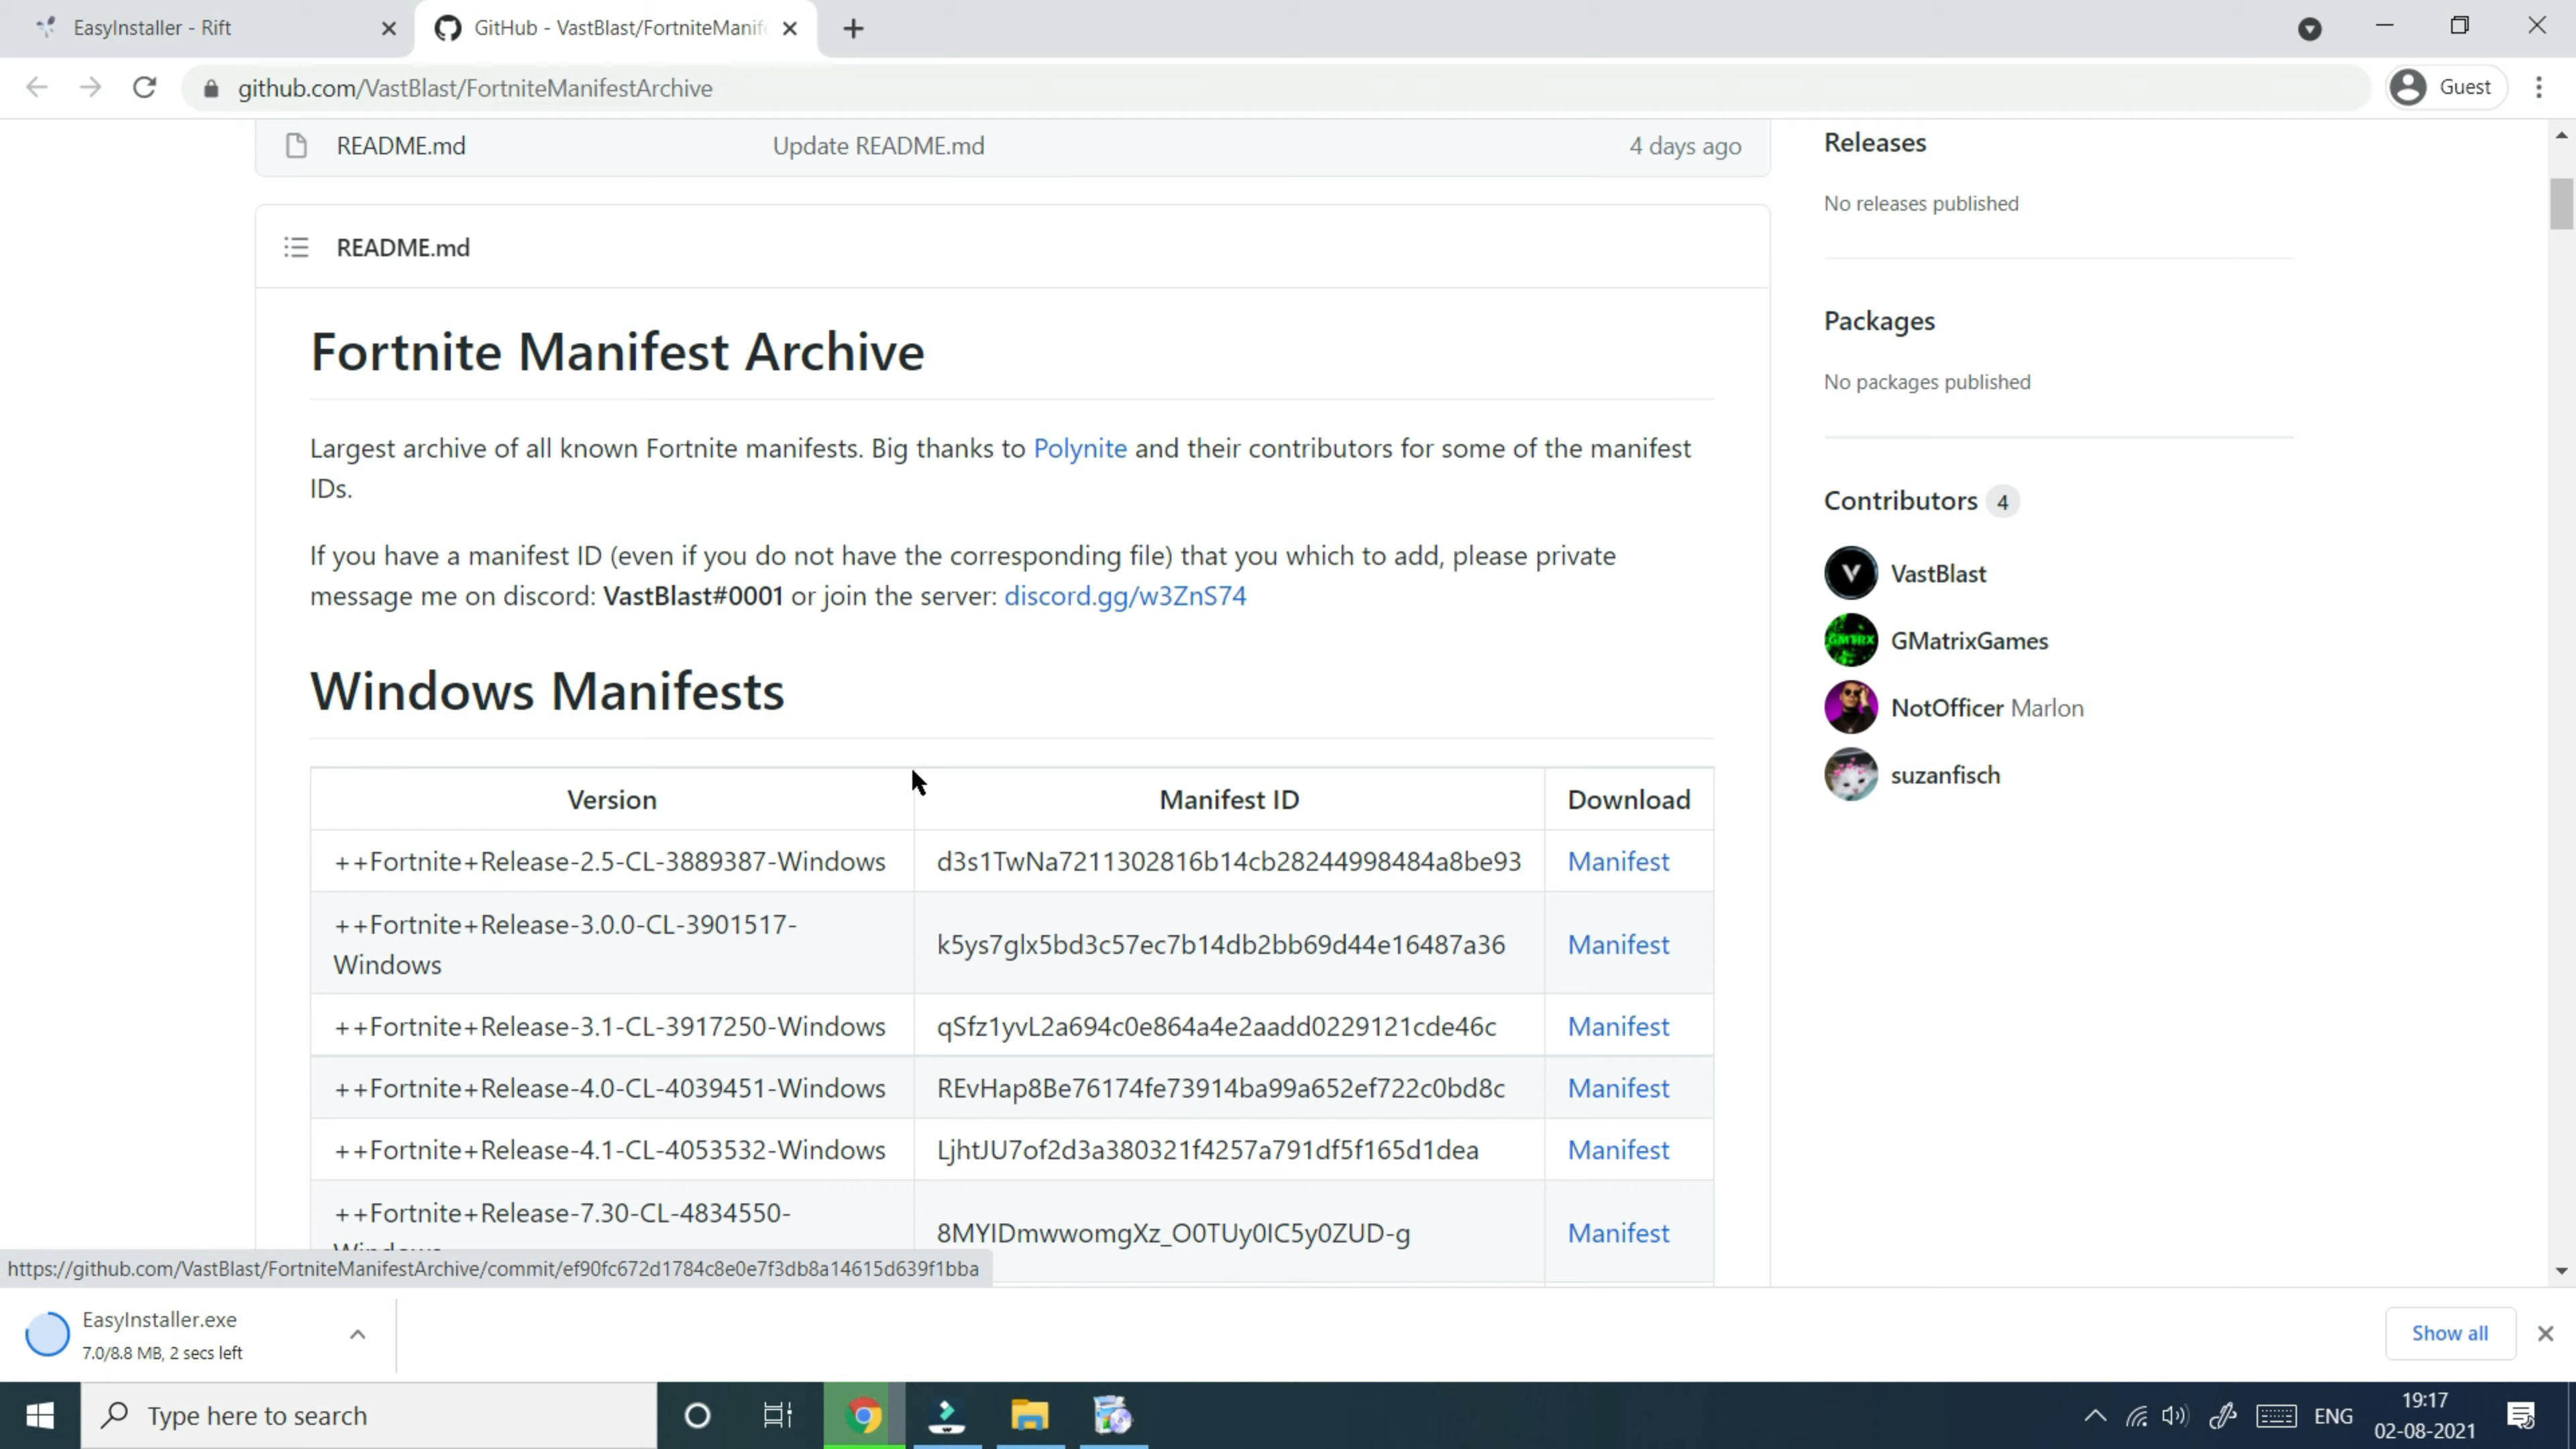 EasyInstaller - Rift
GitHub - VastBlast/FortniteManif
github.com/VastBlast/FortniteManifestArchive
Guest
README.md
Update README.md
4 days ago
README.md
Fortnite Manifest Archive
Largest archive of all known Fortnite manifests. Big thanks to Polynite and their contributors for some of the manifest
IDs.
If you have a manifest ID (even if you do not have the corresponding file) that you which to add, please private
message me on discord: VastBlast#0001 or join the server: discord.gg/w3ZnS74
Windows Manifests
Version Manifest ID Download
++Fortnite+Release-2.5-CL-3889387-Windows d3s1TwNa7211302816b14cb28244998484a8be93 Manifest
++Fortnite+Release-3.0.0-CL-3901517-
Windows
k5ys7glx5bd3c57ec7b14db2bb69d44e16487a36 Manifest
++Fortnite+Release-3.1-CL-3917250-Windows qSfz1yvL2a694c0e864a4e2aadd0229121cde46c Manifest
++Fortnite+Release-4.0-CL-4039451-Windows REvHap8Be76174fe73914ba99a652ef722c0bd8c Manifest
++Fortnite+Release-4.1-CL-4053532-Windows LjhtJU7of2d3a380321f4257a791df5f165d1dea Manifest
++Fortnite+Release-7.30-CL-4834550-
Windows
8MYIDmwwomgXz_O0TUy0IC5y0ZUD-g Manifest
Releases
No releases published
Packages
No packages published
Contributors 4
VastBlast
GMatrixGames
NotOfficer Marlon
suzanfisch
https://github.com/VastBlast/FortniteManifestArchive/commit/ef90fc672d1784c8e0e7f3db8a14615d639f1bba
EasyInstaller.exe
7.0/8.8 MB, 2 secs left
Show all
Type here to search
ENG
19:17
02-08-2021